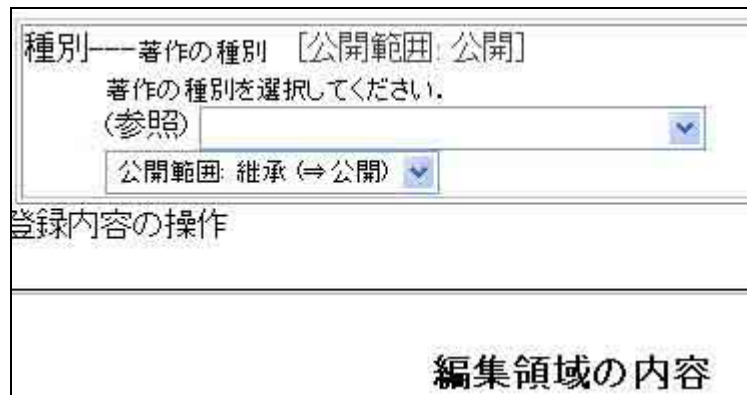 種別---著作の種別 [公開範囲: 公開]
著作の種別を選択してください.
(参照)
公開範囲: 継承 (⇒公開)
登録内容の操作
編集領域の内容